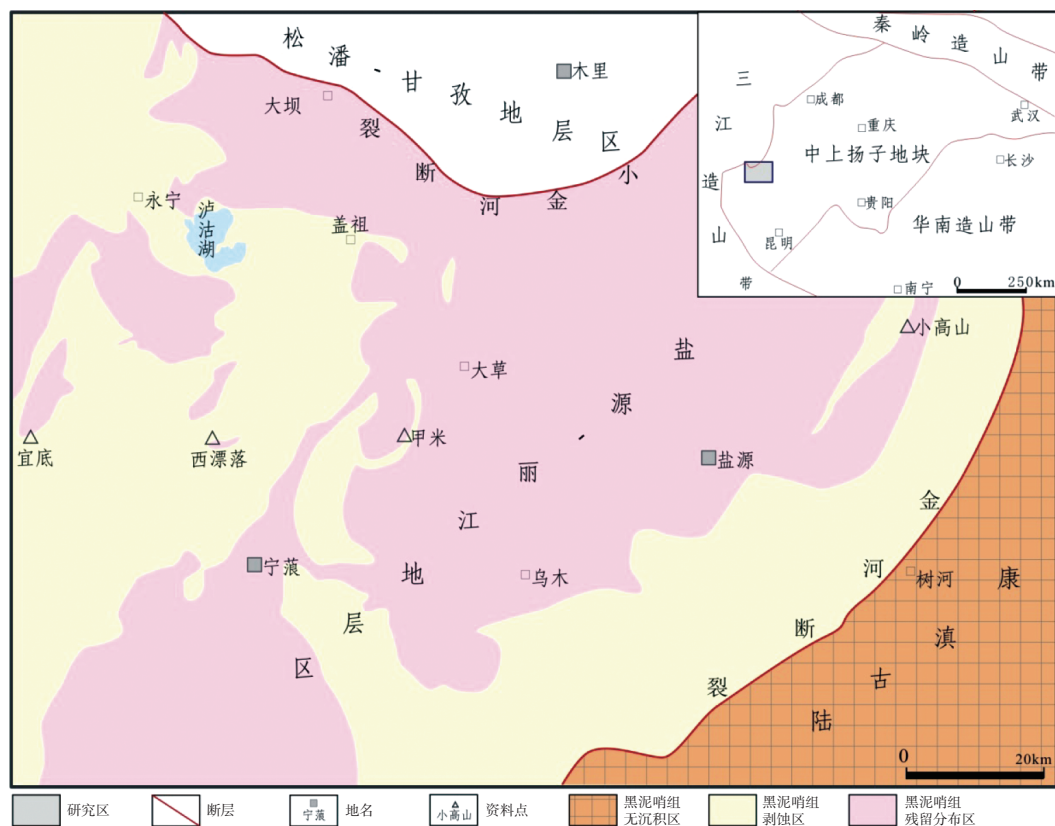 松潘-甘孜地层区
木里
大坝
小金河断裂
永宁
泸沽湖
盖祖
大草
小高山
盐源-丽江地层区
宜底
西漂落
甲米
盐源
宁蒗
乌木
金河断裂
树河
康滇古陆
0 20km
秦岭造山带
三江造山带
成都
重庆
武汉
中上扬子地块
长沙
贵阳
昆明
华南造山带
南宁
0 250km
研究区
断层
宁蒗
地名
小高山
资料点
黑泥哨组
无沉积区
黑泥哨组
剥蚀区
黑泥哨组
残留分布区